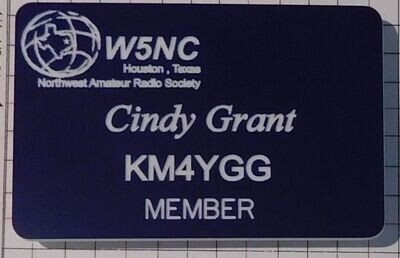 W5NC
Houston , Texas
Northwest Amateur Radio Society
Cindy Grant
KM4YGG
MEMBER